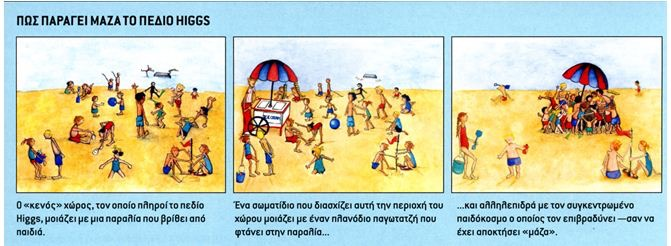 ΠΩΣ ΠΑΡΑΓΕΙ ΜΑΖΑ ΤΟ ΠΕΔΙΟ HIGGS
Ο «κενός» χώρος, τον οποίο πληροί το πεδίο
Higgs, μοιάζει με μια παραλία που βρίθει από
παιδιά.
Ένα σωματίδιο που διασχίζει αυτή την περιοχή του
χώρου μοιάζει με έναν πλανόδιο παγωτατζή που
φτάνει στην παραλία...
...και αλληλεπιδρά με τον συγκεντρωμένο
παιδόκοσμο ο οποίος τον επιβραδύνει —σαν να
έχει αποκτήσει «μάζα».